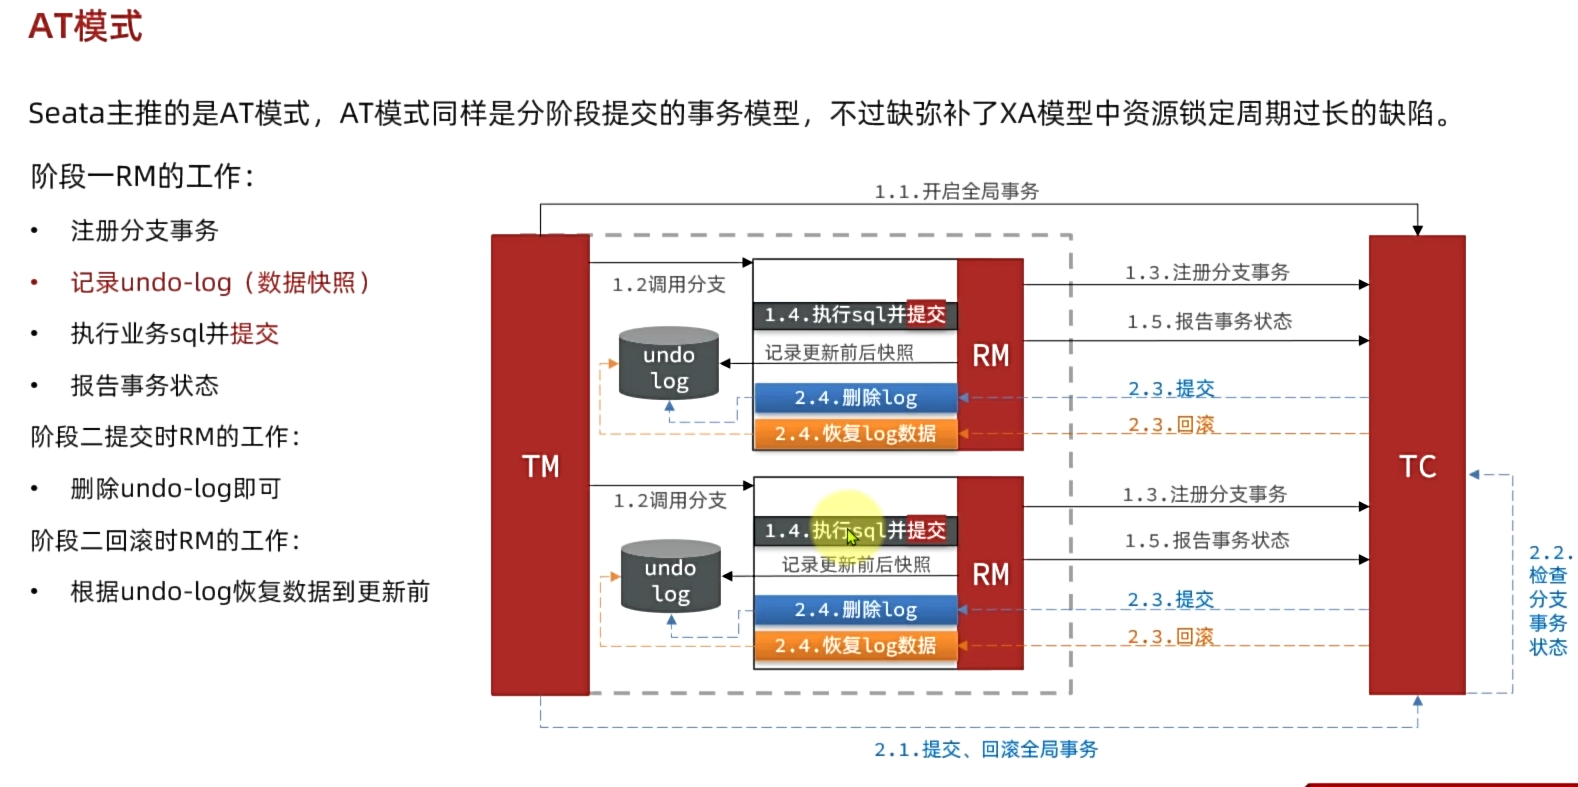 AT模式
Seata主推的是AT模式，AT模式同样是分阶段提交的事务模型，不过缺弥补了XA模型中资源锁定周期过长的缺陷。
阶段一RM的工作：
• 注册分支事务
• 记录undo-log（数据快照）
• 执行业务sql并提交
• 报告事务状态
阶段二提交时RM的工作：
• 删除undo-log即可
阶段二回滚时RM的工作：
• 根据undo-log恢复数据到更新前
1.1.开启全局事务
TM
1.2调用分支
1.4.执行sql并提交
记录更新前后快照
undo
log
2.4.删除log
2.4.恢复log数据
RM
1.3.注册分支事务
1.5.报告事务状态
2.3.提交
2.3.回滚
1.2调用分支
1.4.执行sql并提交
记录更新前后快照
undo
log
2.4.删除log
2.4.恢复log数据
RM
1.3.注册分支事务
1.5.报告事务状态
2.3.提交
2.3.回滚
TC
2.2.
检查
分支
事务
状态
2.1.提交、回滚全局事务